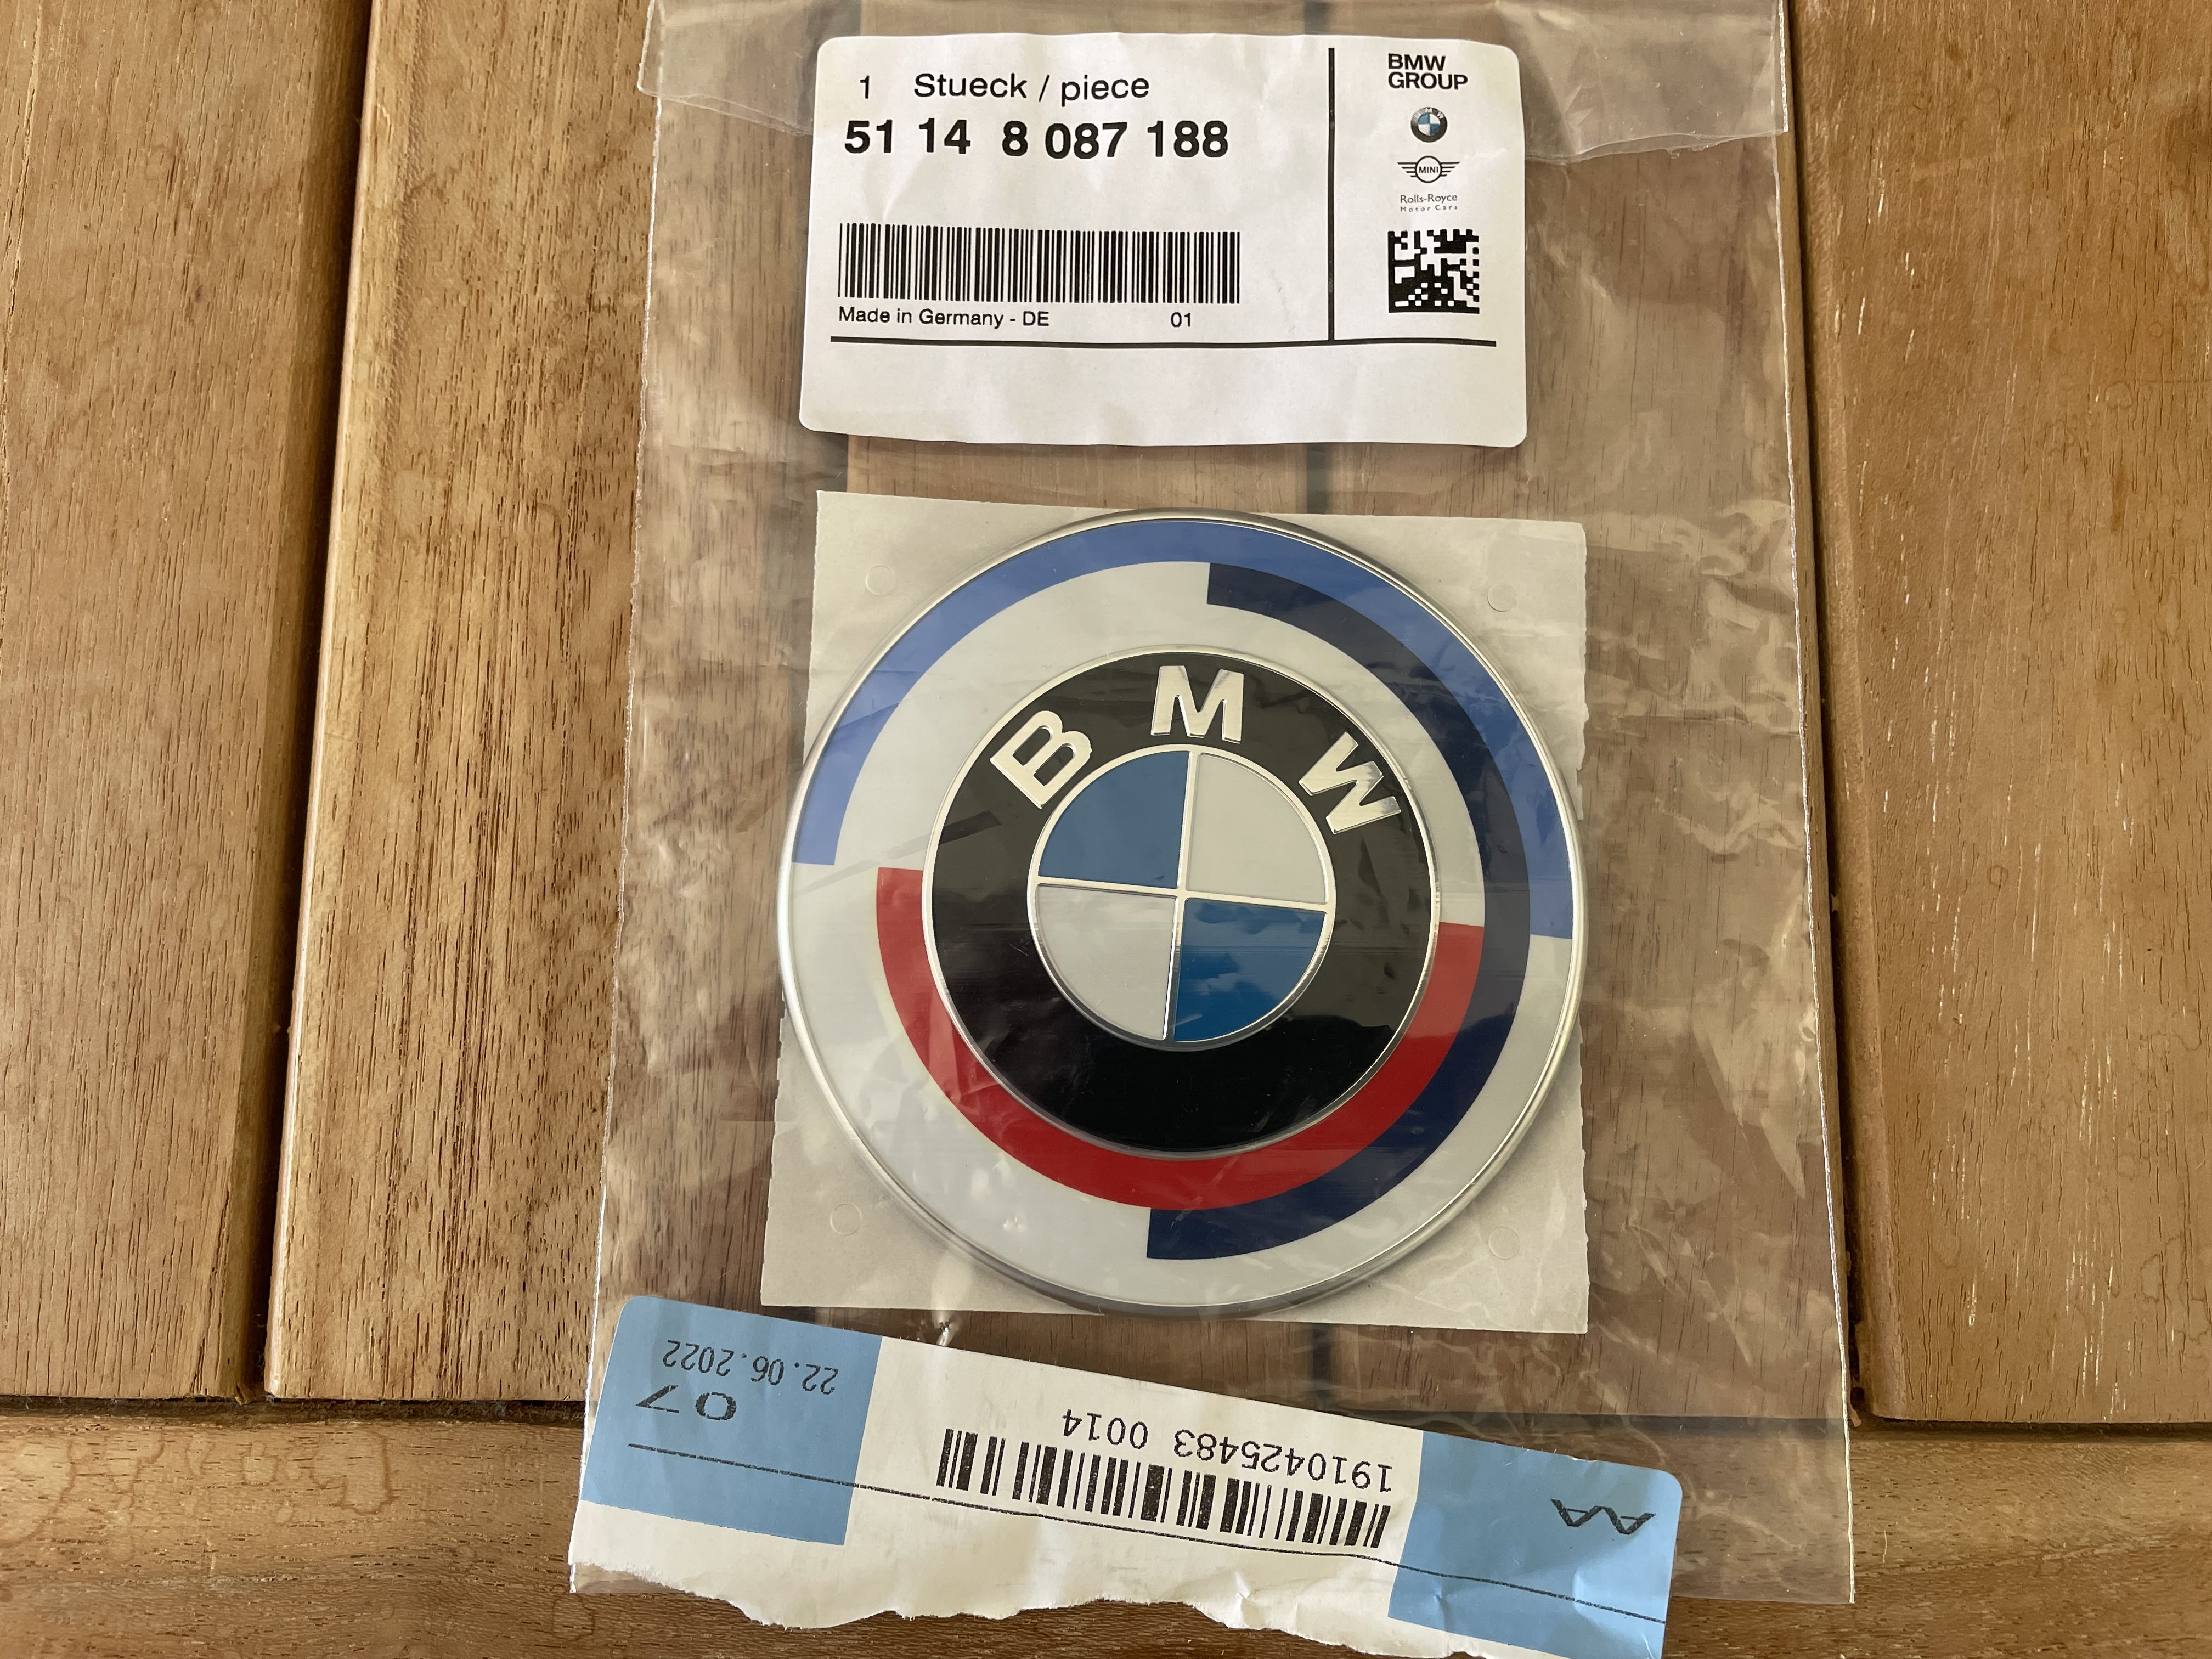 1 Stueck / piece
51 14 8 087 188
Made in Germany - DE 01
BMW
GROUP
MINI
Rolls-Royce
Motor Cars
B M W
22.06.2022
07
1910425483 0014
AA